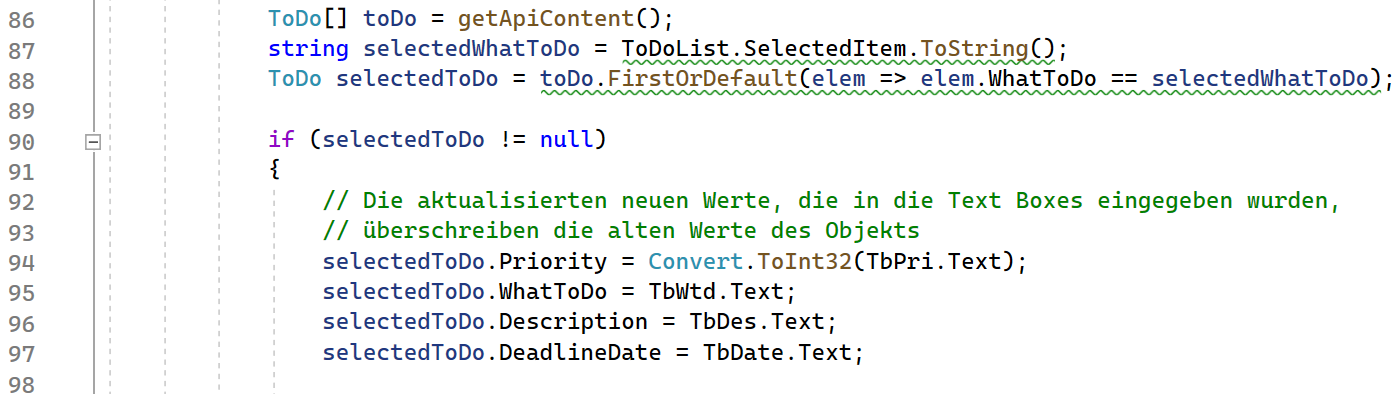 86 ToDo[] toDo = getApiContent();
87 string selectedWhatToDo = ToDoList.SelectedItem.ToString();
88 ToDo selectedToDo = toDo.FirstOrDefault(elem => elem.WhatToDo == selectedWhatToDo);
89
90 if (selectedToDo != null)
91 {
92 // Die aktualisierten neuen Werte, die in die Text Boxes eingegeben wurden,
93 // überschreiben die alten Werte des Objekts
94 selectedToDo.Priority = Convert.ToInt32(TbPri.Text);
95 selectedToDo.WhatToDo = TbWtd.Text;
96 selectedToDo.Description = TbDes.Text;
97 selectedToDo.DeadlineDate = TbDate.Text;
98